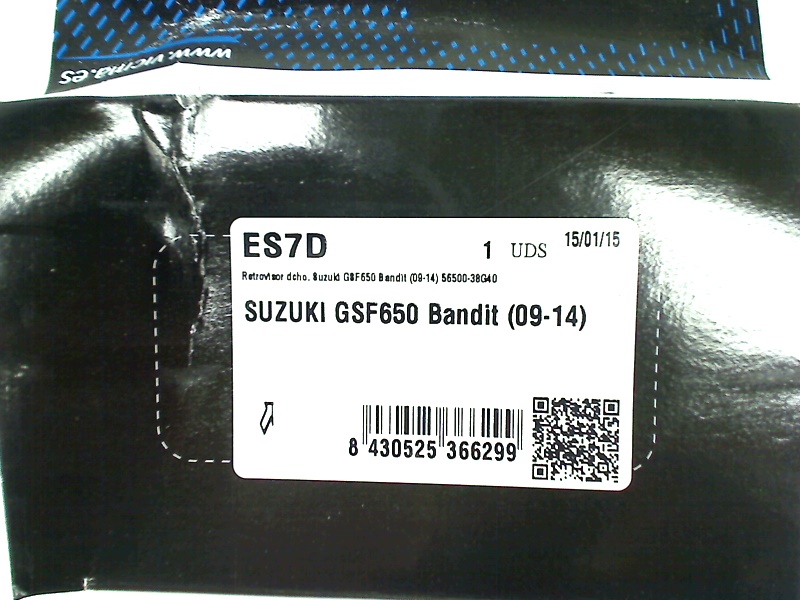 www.vicma.es
ES7D
1 UDS 15/01/15
Retrovisor dcho. Suzuki GSF650 Bandit (09-14) 56500-38G40
SUZUKI GSF650 Bandit (09-14)
8 430525 366299